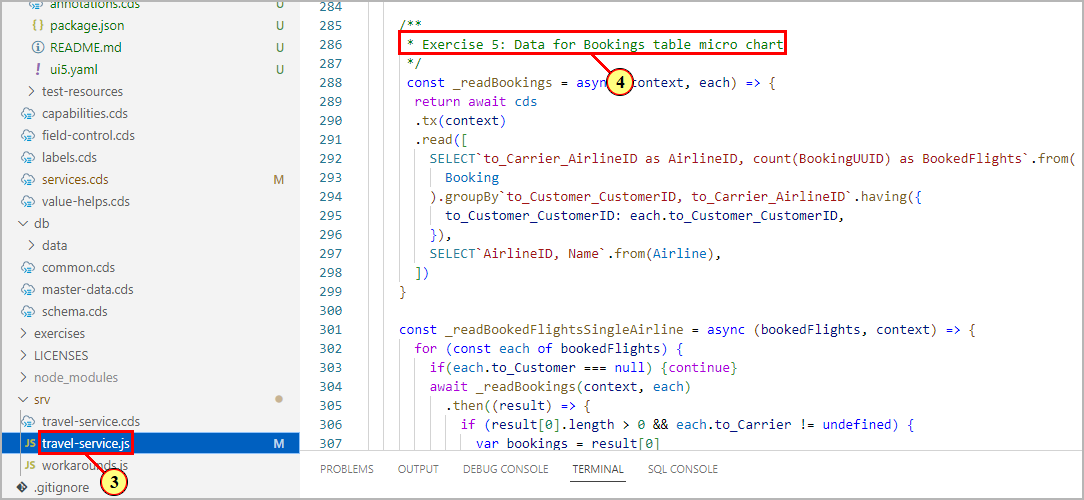 annotations.cds U
{} package.json U
README.md U
! ui5.yaml U
test-resources
capabilities.cds
field-control.cds
labels.cds
services.cds M
value-helps.cds
db
data
common.cds
master-data.cds
schema.cds
exercises
LICENSES
node_modules
srv
travel-service.cds
JS travel-service.js M
JS workarounds.js
3
.gitignore
284
285 /**
286 * Exercise 5: Data for Bookings table micro chart
287 */
4
288 const _readBookings = asyn context, each) => {
289 return await cds
290 .tx(context)
291 .read([
292 SELECT`to_Carrier_AirlineID as AirlineID, count(BookingUUID) as BookedFlights`.from(
293 Booking
294 ).groupBy`to_Customer_CustomerID, to_Carrier_AirlineID`.having({
295 to_Customer_CustomerID: each.to_Customer_CustomerID,
296 }),
297 SELECT`AirlineID, Name`.from(Airline),
298 ])
299 }
300
301 const _readBookedFlightsSingleAirline = async (bookedFlights, context) => {
302 for (const each of bookedFlights) {
303 if(each.to_Customer === null) {continue}
304 await _readBookings(context, each)
305 .then((result) => {
306 if (result[0].length > 0 && each.to_Carrier != undefined) {
307 var bookings = result[0]
PROBLEMS OUTPUT DEBUG CONSOLE TERMINAL SQL CONSOLE